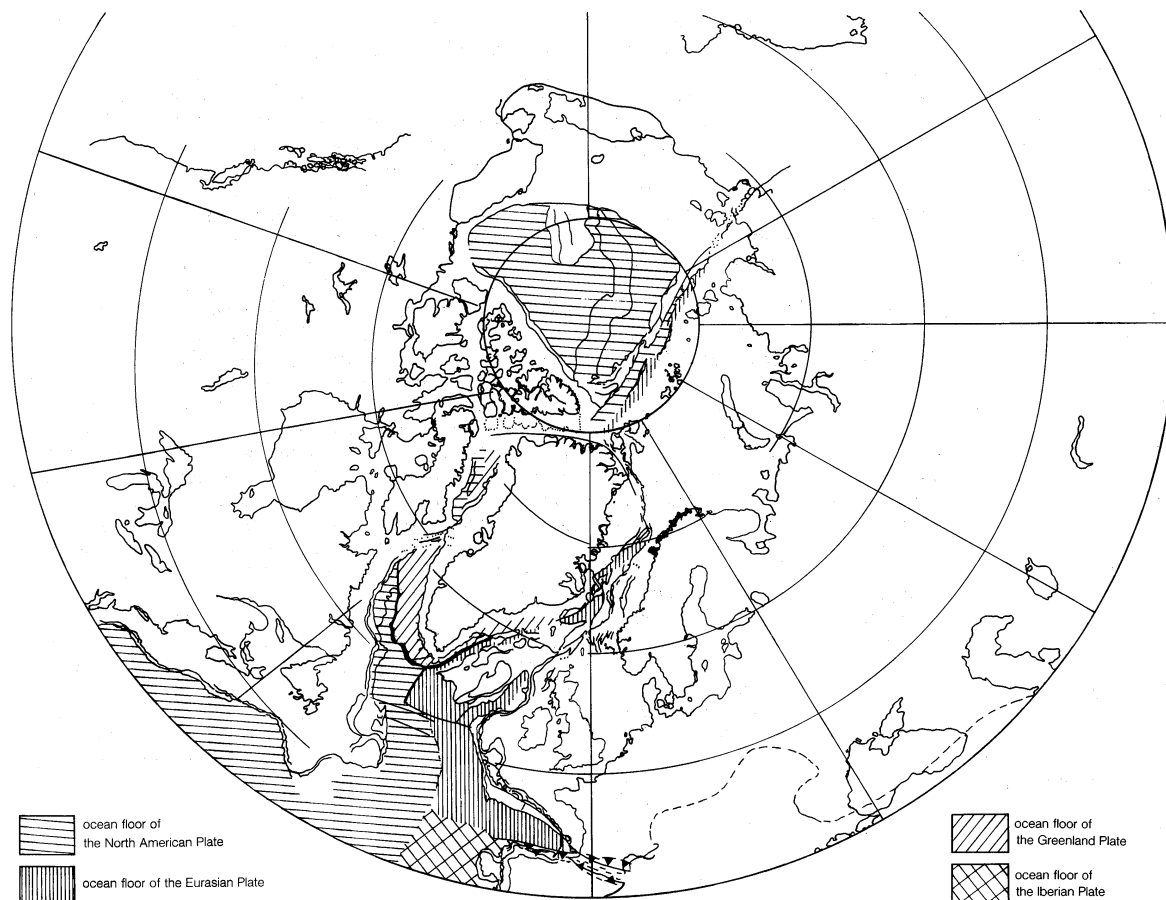 ocean floor of
the North American Plate
ocean floor of the Eurasian Plate
ocean floor of
the Greenland Plate
ocean floor of
the Iberian Plate